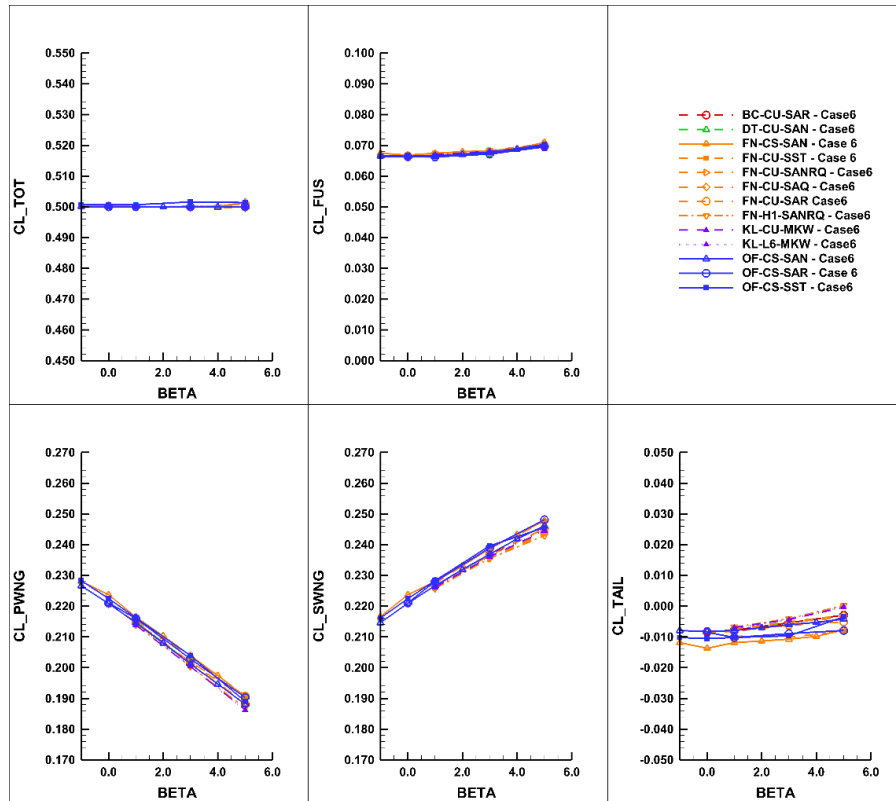 0.550
0.540
0.530
0.520
0.510
0.500
0.490
0.480
0.470
0.460
0.450
CL_TOT
0.0 2.0 4.0 6.0
BETA
0.100
0.090
0.080
0.070
0.060
0.050
0.040
0.030
0.020
0.010
0.000
CL_FUS
0.0 2.0 4.0 6.0
BETA
BC-CU-SAR - Case6
DT-CU-SAN - Case6
FN-CS-SAN - Case 6
FN-CU-SST - Case 6
FN-CU-SANRQ - Case6
FN-CU-SAQ - Case6
FN-CU-SAR Case6
FN-H1-SANRQ - Case6
KL-CU-MKW - Case6
KL-L6-MKW - Case6
OF-CS-SAN - Case6
OF-CS-SAR - Case 6
OF-CS-SST - Case6
0.270
0.260
0.250
0.240
0.230
0.220
0.210
0.200
0.190
0.180
0.170
CL_PWNG
0.0 2.0 4.0 6.0
BETA
0.270
0.260
0.250
0.240
0.230
0.220
0.210
0.200
0.190
0.180
0.170
CL_SWNG
0.0 2.0 4.0 6.0
BETA
0.050
0.040
0.030
0.020
0.010
0.000
-0.010
-0.020
-0.030
-0.040
-0.050
CL_TAIL
0.0 2.0 4.0 6.0
BETA